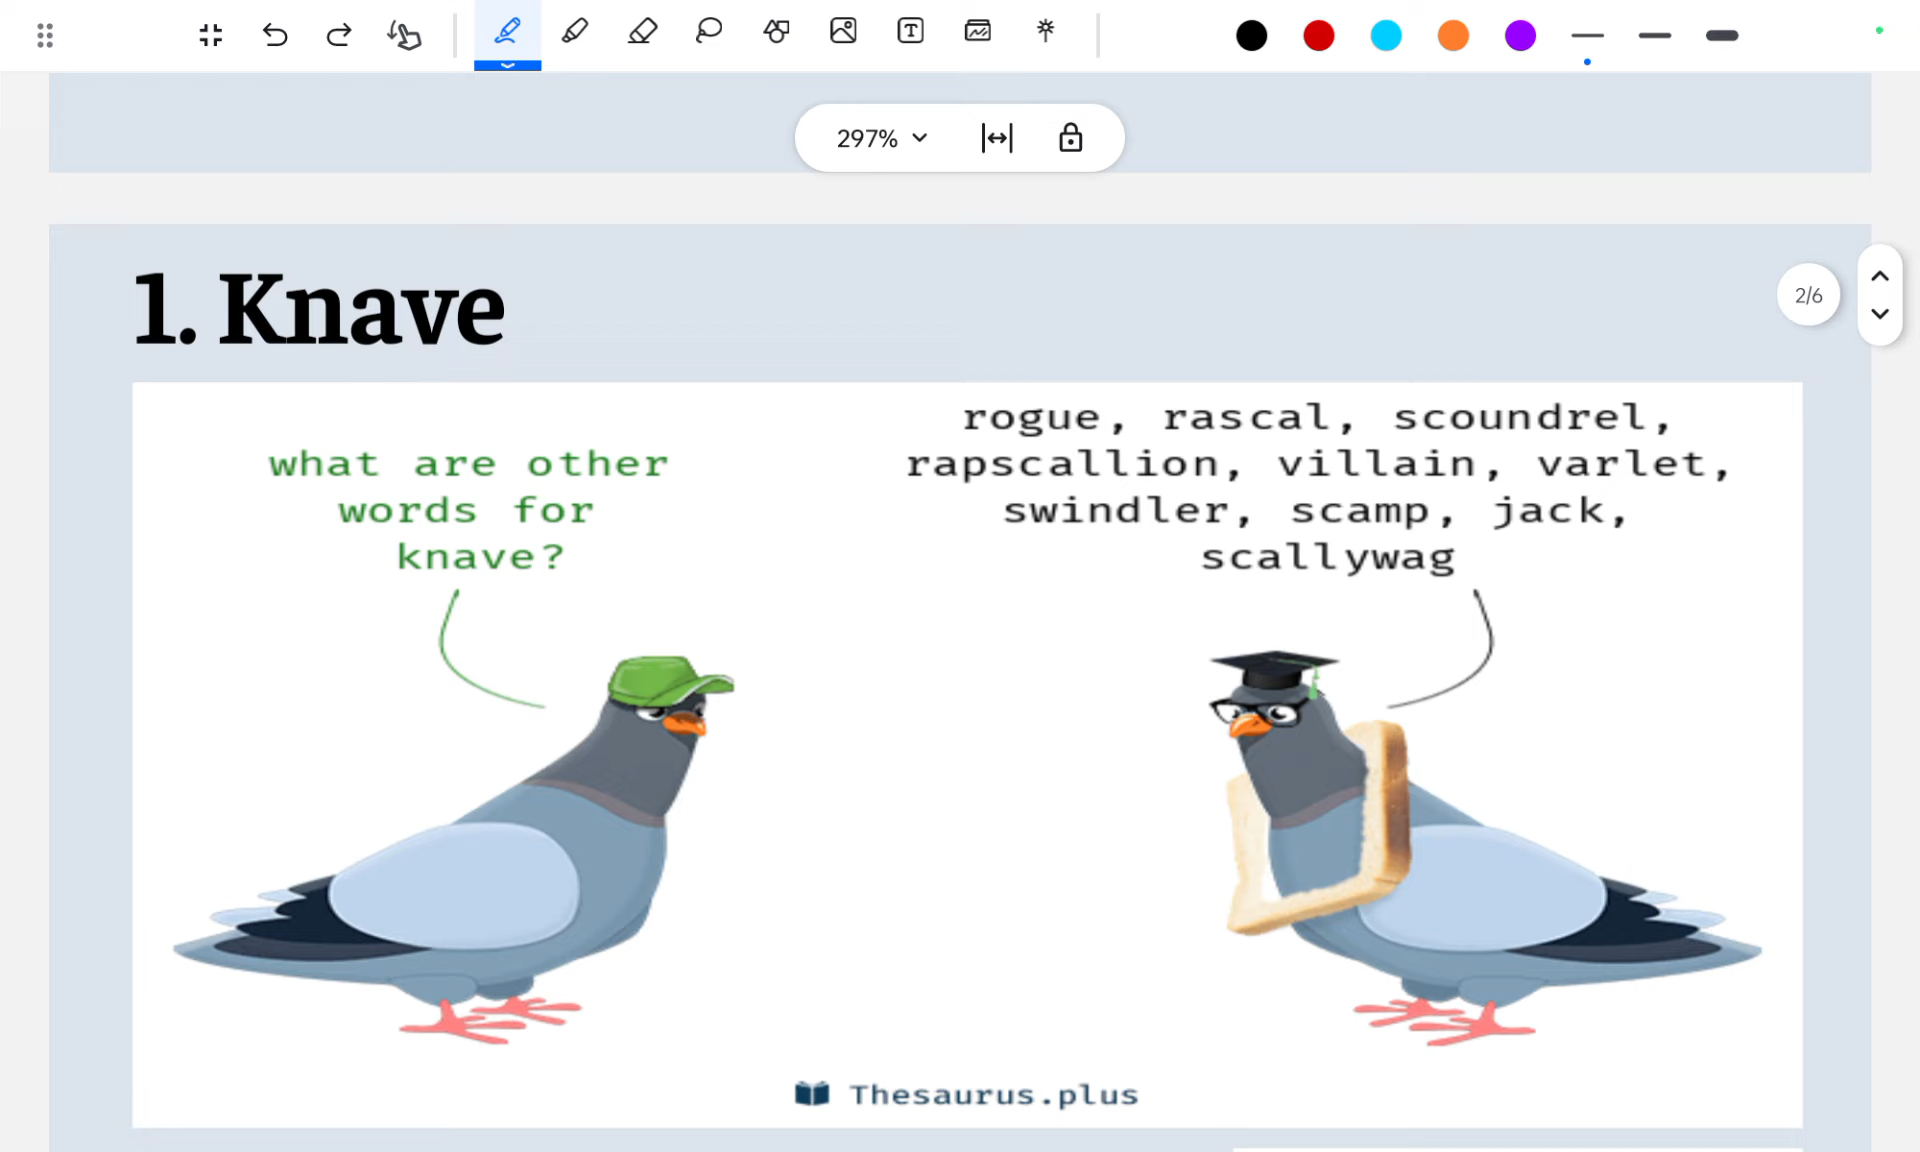 297%
1. Knave
2/6
what are other
words for
knave?
rogue, rascal, scoundrel,
rapscallion, villain, varlet,
swindler, scamp, jack,
scallywag
Thesaurus.plus